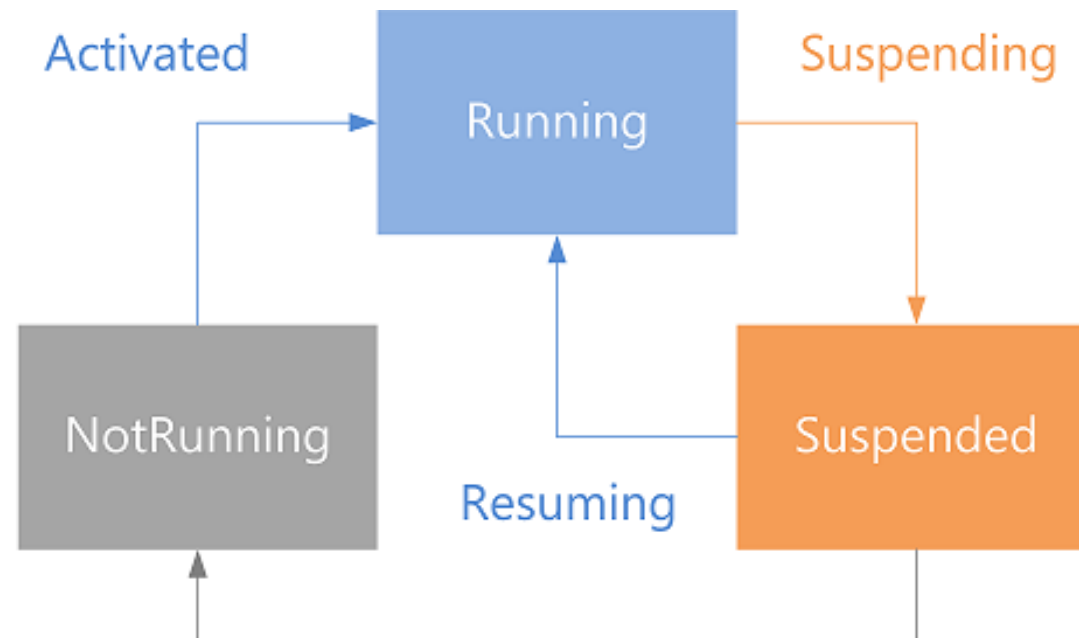 Activated
Suspending
Running
NotRunning
Suspended
Resuming